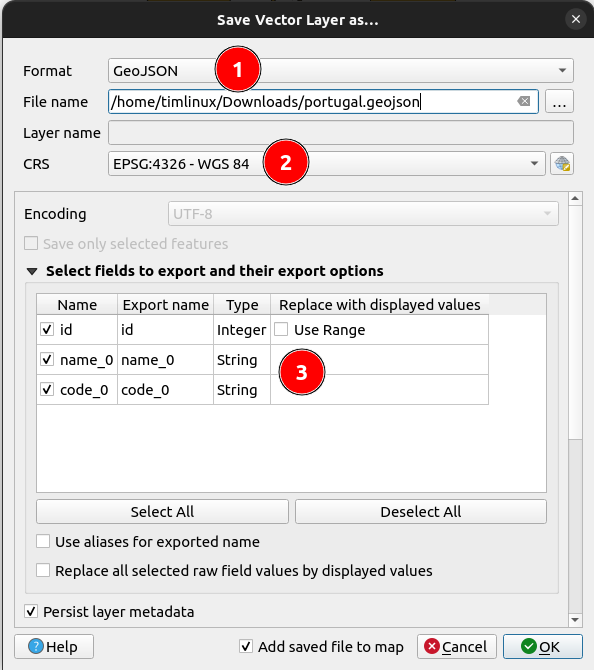 Save Vector Layer as...
Format GeoJSON 1
File name /home/timlinux/Downloads/portugal.geojson ...
Layer name
CRS EPSG:4326 - WGS 84 2
Encoding UTF-8
Save only selected features
Select fields to export and their export options
Name Export name Type Replace with displayed values
id id Integer Use Range
name_0 name_0 String 3
code_0 code_0 String
Select All Deselect All
Use aliases for exported name
Replace all selected raw field values by displayed values
Persist layer metadata
? Help Add saved file to map Cancel OK